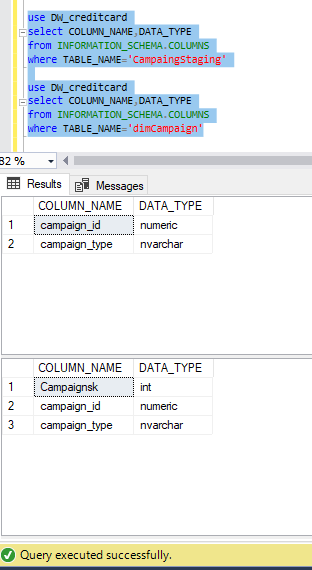 use DW_creditcard
select COLUMN_NAME,DATA_TYPE
from INFORMATION_SCHEMA.COLUMNS
where TABLE_NAME='CampaingStaging'
use DW_creditcard
select COLUMN_NAME,DATA_TYPE
from INFORMATION_SCHEMA.COLUMNS
where TABLE_NAME='dimCampaign'
82 %
Results Messages
COLUMN_NAME DATA_TYPE
1 campaign_id numeric
2 campaign_type nvarchar
COLUMN_NAME DATA_TYPE
1 Campaignsk int
2 campaign_id numeric
3 campaign_type nvarchar
Query executed successfully.